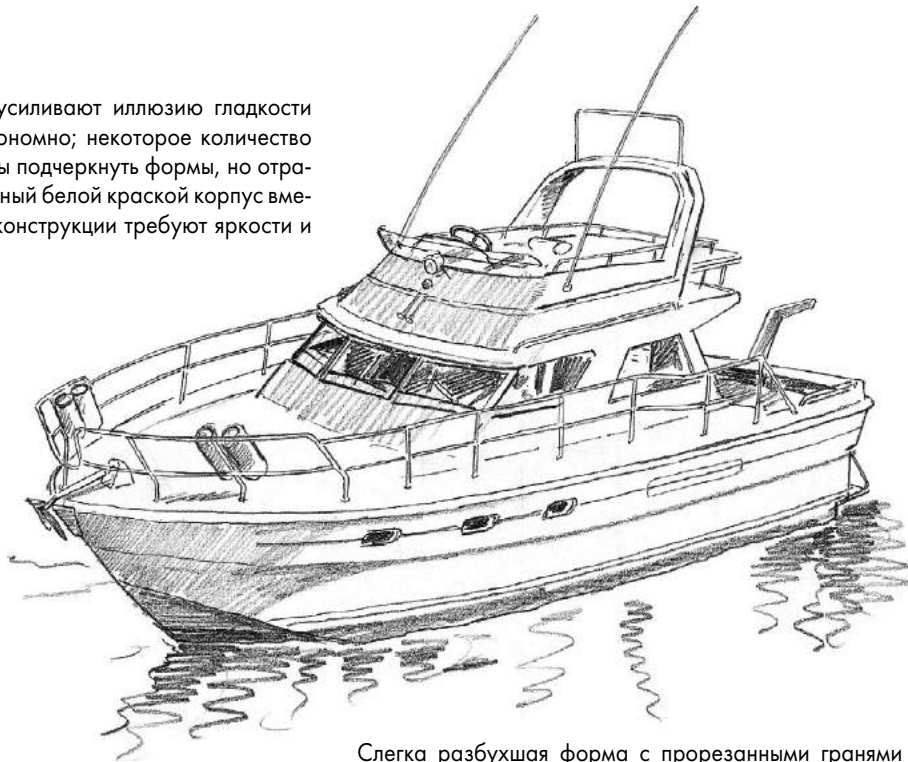 усиливают иллюзию гладкости
ономно; некоторое количество
ы подчеркнуть формы, но отра-
ный белой краской корпус вме-
конструкции требуют яркости и
Слегка разбухшая форма с прорезанными гранями